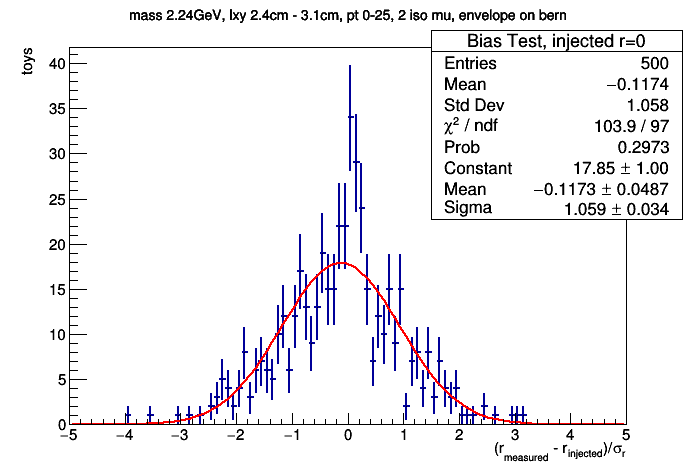 mass 2.24GeV, lxy 2.4cm - 3.1cm, pt 0-25, 2 iso mu, envelope on bern
Bias Test, injected r=0
Entries 500
Mean −0.1174
Std Dev 1.058
χ² / ndf 103.9 / 97
Prob 0.2973
Constant 17.85 ± 1.00
Mean −0.1173 ± 0.0487
Sigma 1.059 ± 0.034
toys
40
35
30
25
20
15
10
5
0
−5 −4 −3 −2 −1 0 1 2 3 4 5
(r_measured - r_injected)/σ_r